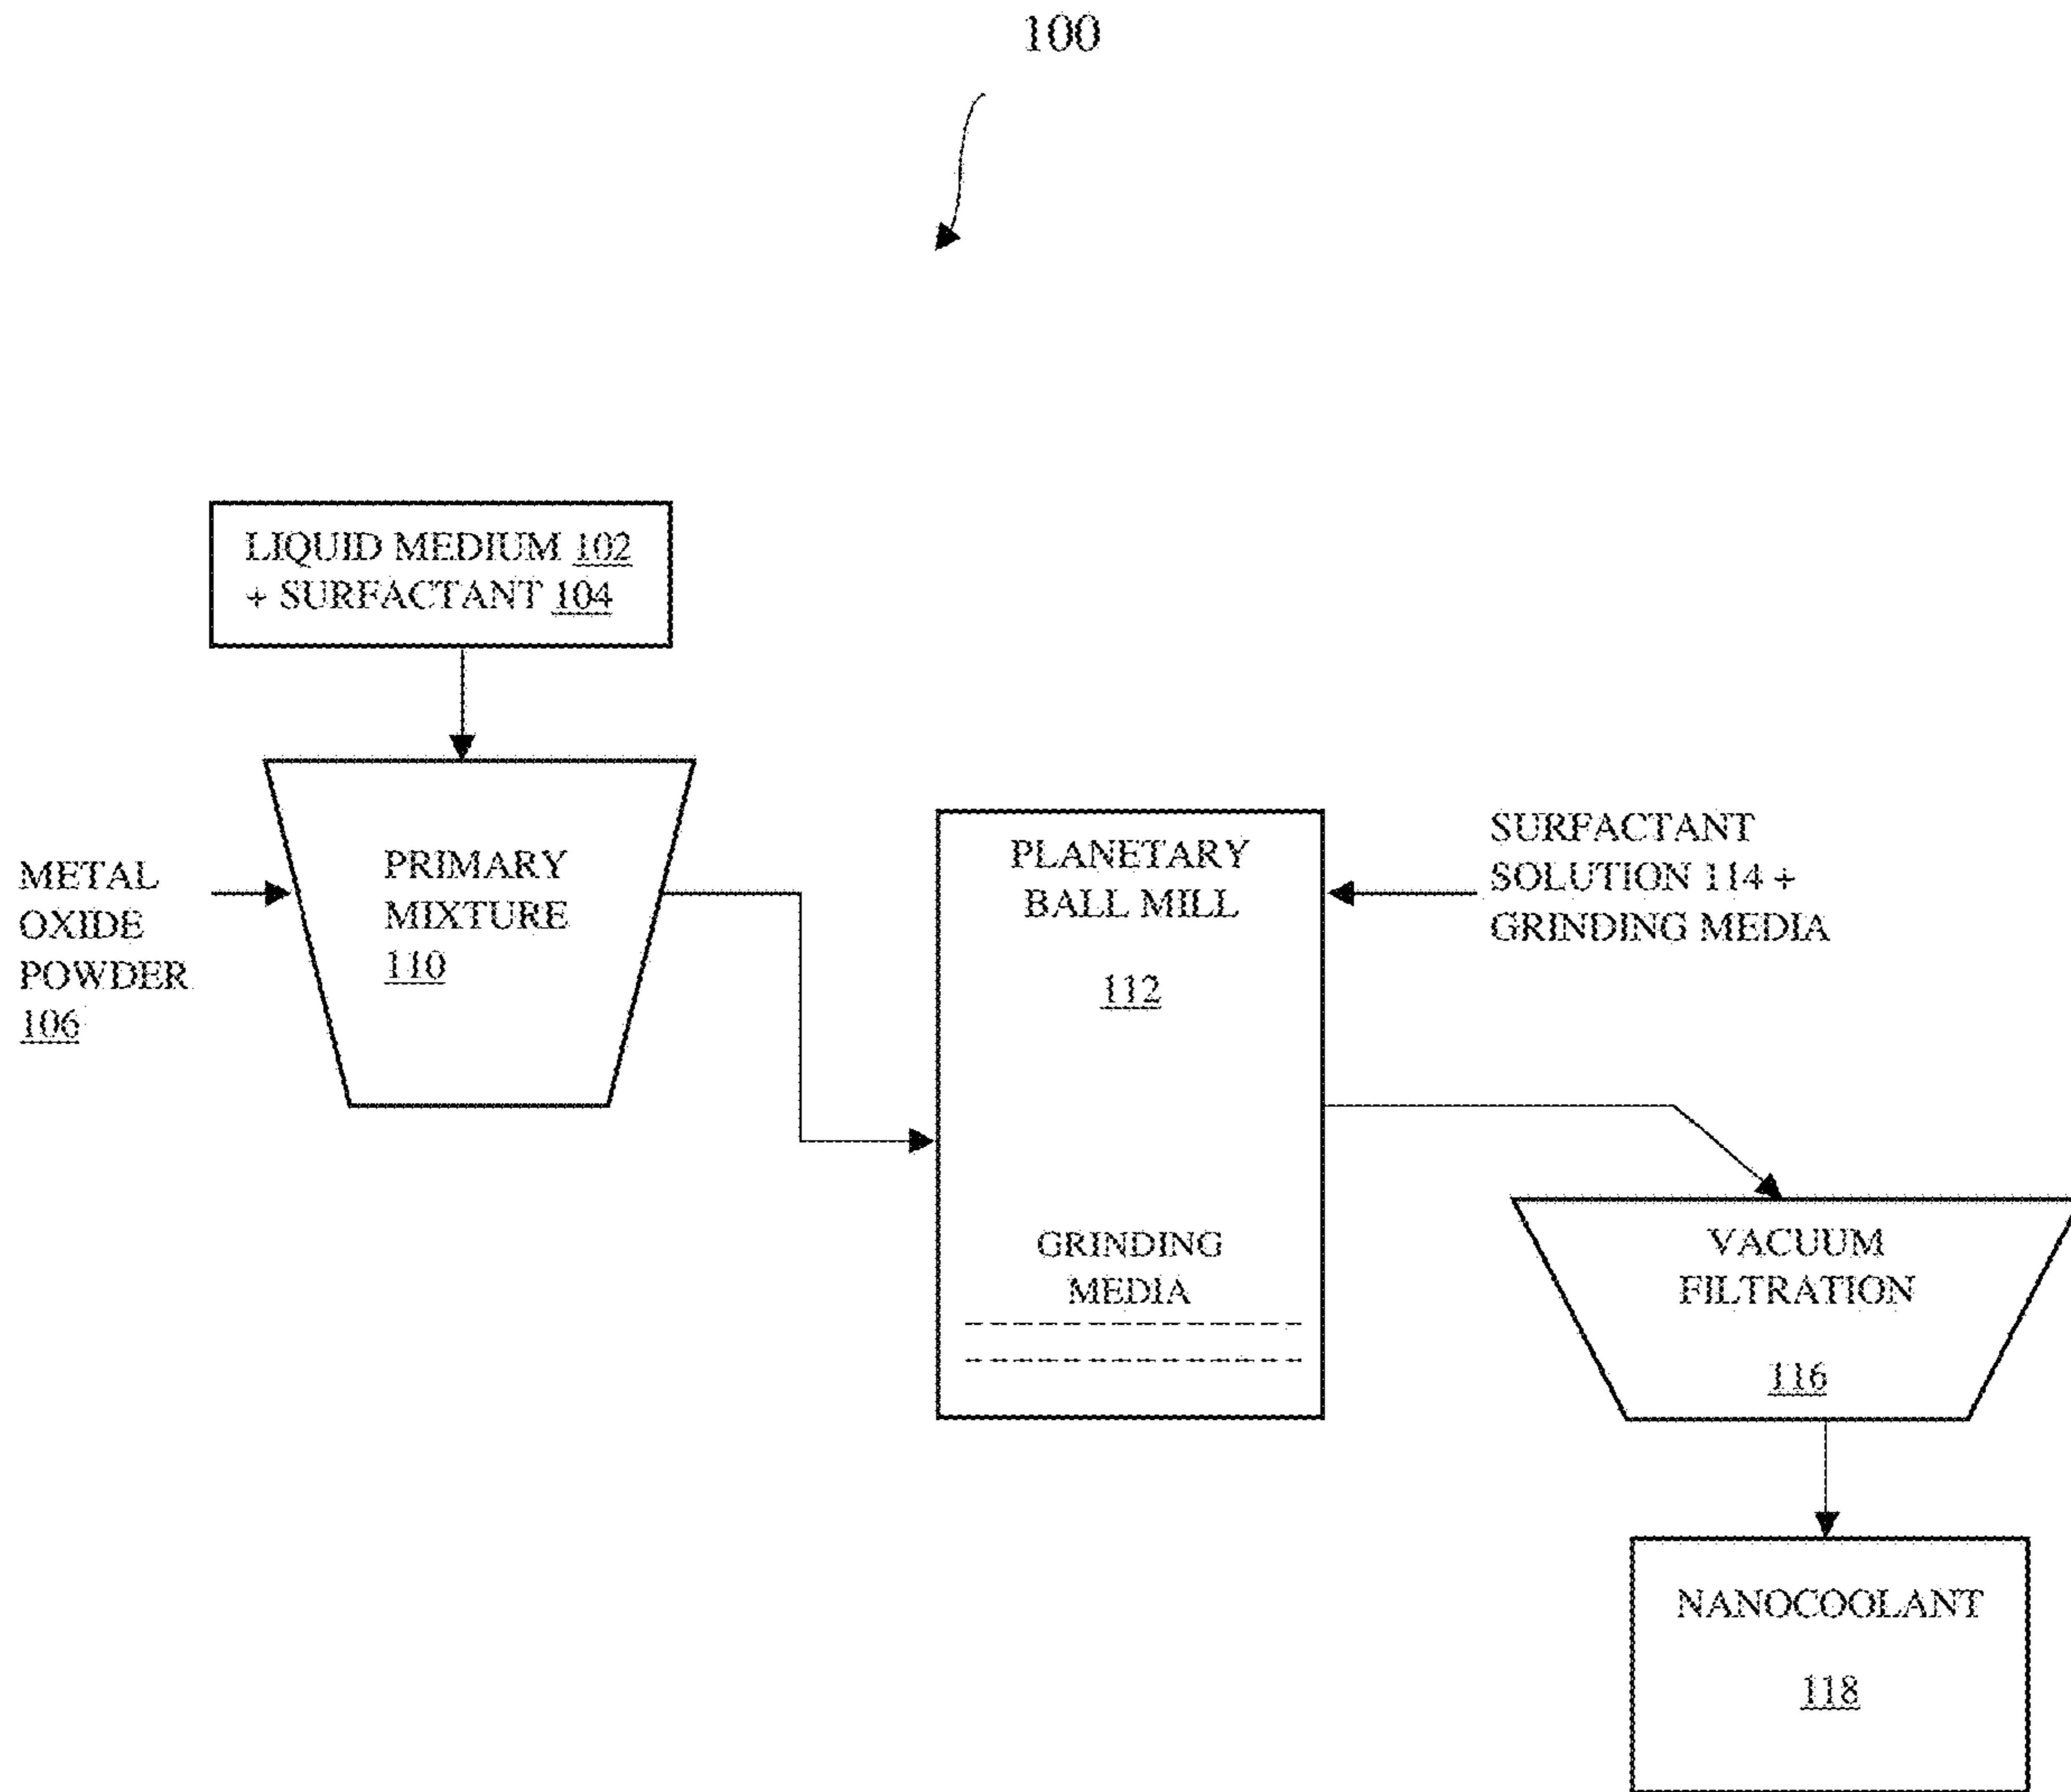 100
LIQUID MEDIUM 102
+ SURFACTANT 104
METAL
OXIDE
POWDER
106
PRIMARY
MIXTURE
110
PLANETARY
BALL MILL
112
GRINDING
MEDIA
SURFACTANT
SOLUTION 114 +
GRINDING MEDIA
VACUUM
FILTRATION
116
NANOCOOLANT
118